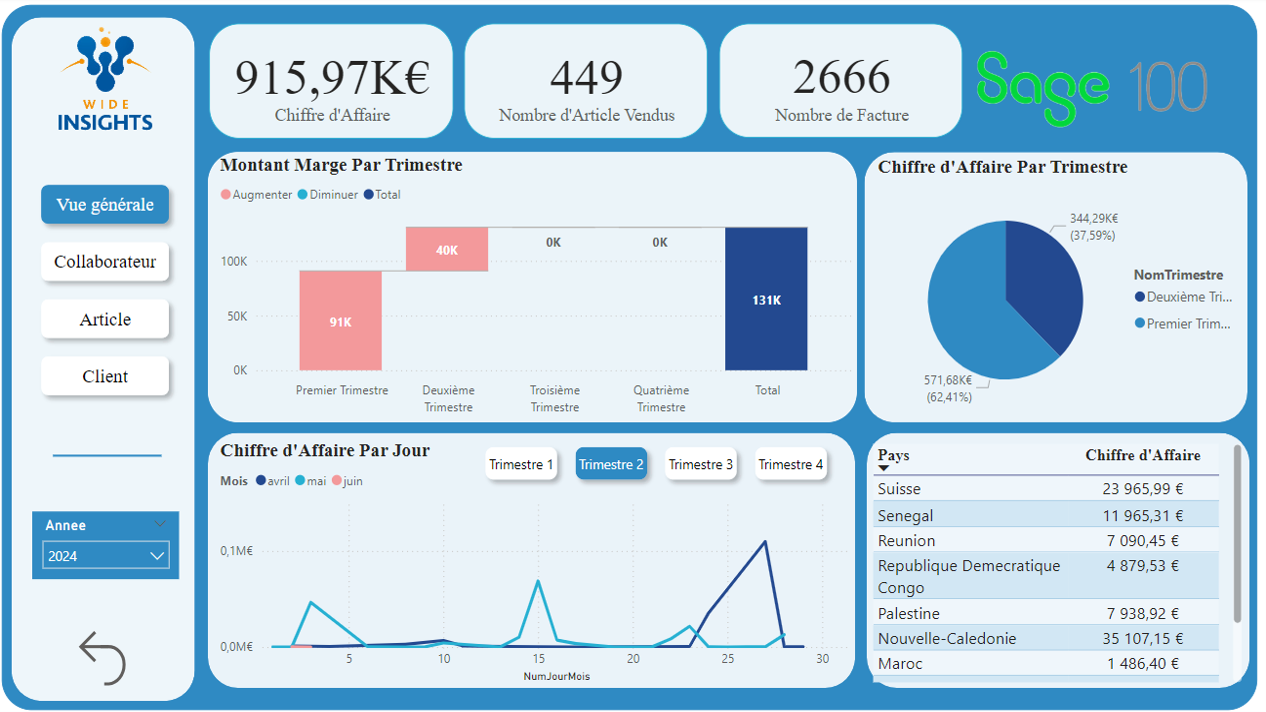 WIDE
INSIGHTS
Vue générale
Collaborateur
Article
Client
Annee
2024
915,97K€
Chiffre d'Affaire
449
Nombre d'Article Vendus
2666
Nombre de Facture
Sage 100
Montant Marge Par Trimestre
Augmenter Diminuer Total
100K
50K
0K
91K
40K
0K
0K
131K
Premier Trimestre
Deuxième
Trimestre
Troisième
Trimestre
Quatrième
Trimestre
Total
Chiffre d'Affaire Par Trimestre
344,29K€
(37,59%)
571,68K€
(62,41%)
NomTrimestre
Deuxième Tri...
Premier Trim...
Chiffre d'Affaire Par Jour
Trimestre 1
Trimestre 2
Trimestre 3
Trimestre 4
Mois avril mai juin
0,1M€
0,0M€
5 10 15 20 25 30
NumJourMois
Pays Chiffre d'Affaire
Suisse 23 965,99 €
Senegal 11 965,31 €
Reunion 7 090,45 €
Republique Democratique 4 879,53 €
Congo
Palestine 7 938,92 €
Nouvelle-Caledonie 35 107,15 €
Maroc 1 486,40 €